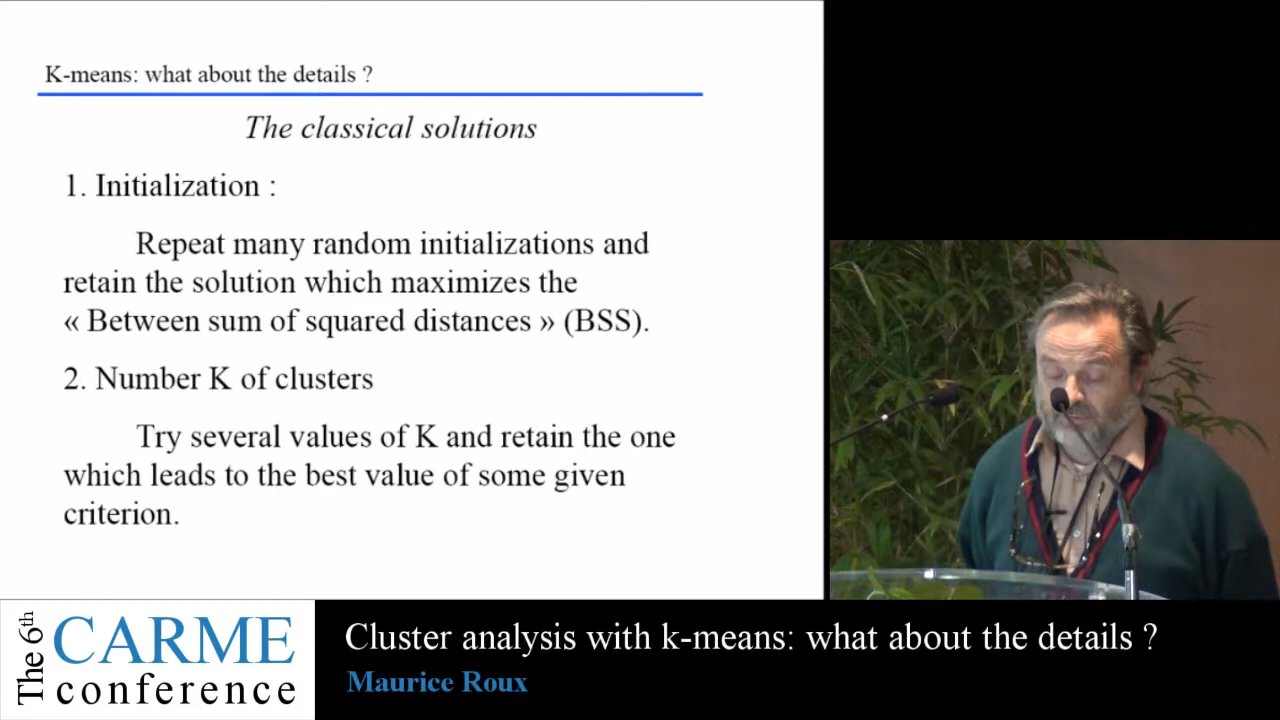 K-means: what about the details ?
The classical solutions
1. Initialization :
Repeat many random initializations and
retain the solution which maximizes the
« Between sum of squared distances » (BSS).
2. Number K of clusters
Try several values of K and retain the one
which leads to the best value of some given
criterion.
The 6th
CARME
conference
Cluster analysis with k-means: what about the details ?
Maurice Roux